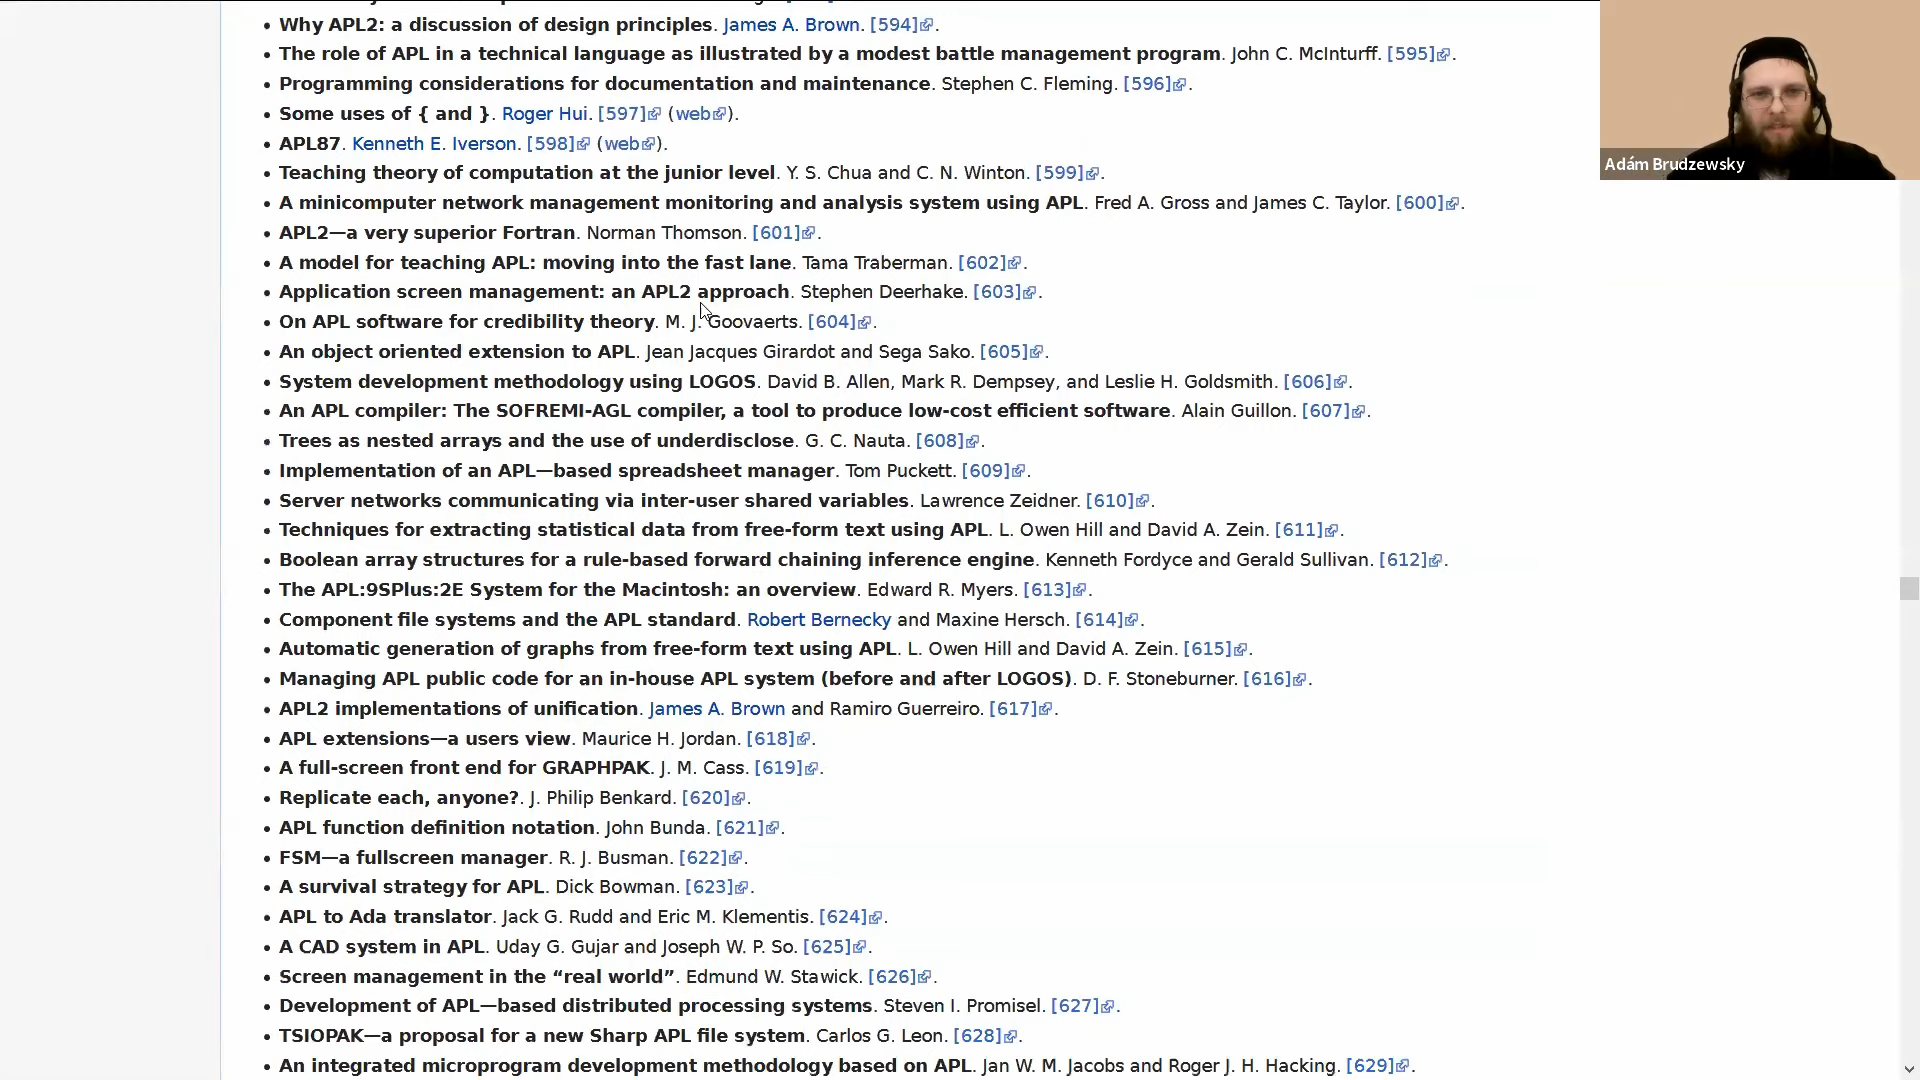 Why APL2: a discussion of design principles. James A. Brown. [594].
The role of APL in a technical language as illustrated by a modest battle management program. John C. McInturff. [595].
Programming considerations for documentation and maintenance. Stephen C. Fleming. [596].
Some uses of { and }. Roger Hui. [597] (web).
APL87. Kenneth E. Iverson. [598] (web).
Teaching theory of computation at the junior level. Y. S. Chua and C. N. Winton. [599].
A minicomputer network management monitoring and analysis system using APL. Fred A. Gross and James C. Taylor. [600].
APL2—a very superior Fortran. Norman Thomson. [601].
A model for teaching APL: moving into the fast lane. Tama Traberman. [602].
Application screen management: an APL2 approach. Stephen Deerhake. [603].
On APL software for credibility theory. M. J. Goovaerts. [604].
An object oriented extension to APL. Jean Jacques Girardot and Sega Sako. [605].
System development methodology using LOGOS. David B. Allen, Mark R. Dempsey, and Leslie H. Goldsmith. [606].
An APL compiler: The SOFREMI-AGL compiler, a tool to produce low-cost efficient software. Alain Guillon. [607].
Trees as nested arrays and the use of underdisclose. G. C. Nauta. [608].
Implementation of an APL—based spreadsheet manager. Tom Puckett. [609].
Server networks communicating via inter-user shared variables. Lawrence Zeidner. [610].
Techniques for extracting statistical data from free-form text using APL. L. Owen Hill and David A. Zein. [611].
Boolean array structures for a rule-based forward chaining inference engine. Kenneth Fordyce and Gerald Sullivan. [612].
The APL:9SPlus:2E System for the Macintosh: an overview. Edward R. Myers. [613].
Component file systems and the APL standard. Robert Bernecky and Maxine Hersch. [614].
Automatic generation of graphs from free-form text using APL. L. Owen Hill and David A. Zein. [615].
Managing APL public code for an in-house APL system (before and after LOGOS). D. F. Stoneburner. [616].
APL2 implementations of unification. James A. Brown and Ramiro Guerreiro. [617].
APL extensions—a users view. Maurice H. Jordan. [618].
A full-screen front end for GRAPHPAK. J. M. Cass. [619].
Replicate each, anyone?. J. Philip Benkard. [620].
APL function definition notation. John Bunda. [621].
FSM—a fullscreen manager. R. J. Busman. [622].
A survival strategy for APL. Dick Bowman. [623].
APL to Ada translator. Jack G. Rudd and Eric M. Klementis. [624].
A CAD system in APL. Uday G. Gujar and Joseph W. P. So. [625].
Screen management in the “real world”. Edmund W. Stawick. [626].
Development of APL—based distributed processing systems. Steven I. Promisel. [627].
TSIOPAK—a proposal for a new Sharp APL file system. Carlos G. Leon. [628].
An integrated microprogram development methodology based on APL. Jan W. M. Jacobs and Roger J. H. Hacking. [629].
Adám Brudzewsky